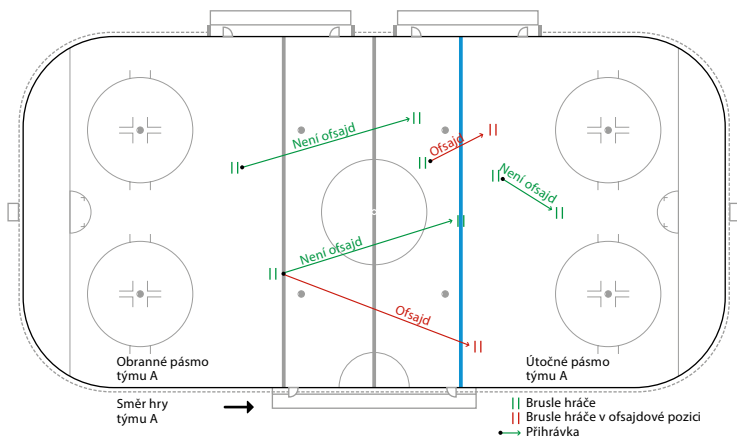 Není ofsajd
Ofsajd
Není ofsajd
Není ofsajd
Ofsajd
Obranné pásmo
týmu A
Útočné pásmo
týmu A
Směr hry
týmu A
Brusle hráče
Brusle hráče v ofsajdové pozici
Přihrávka